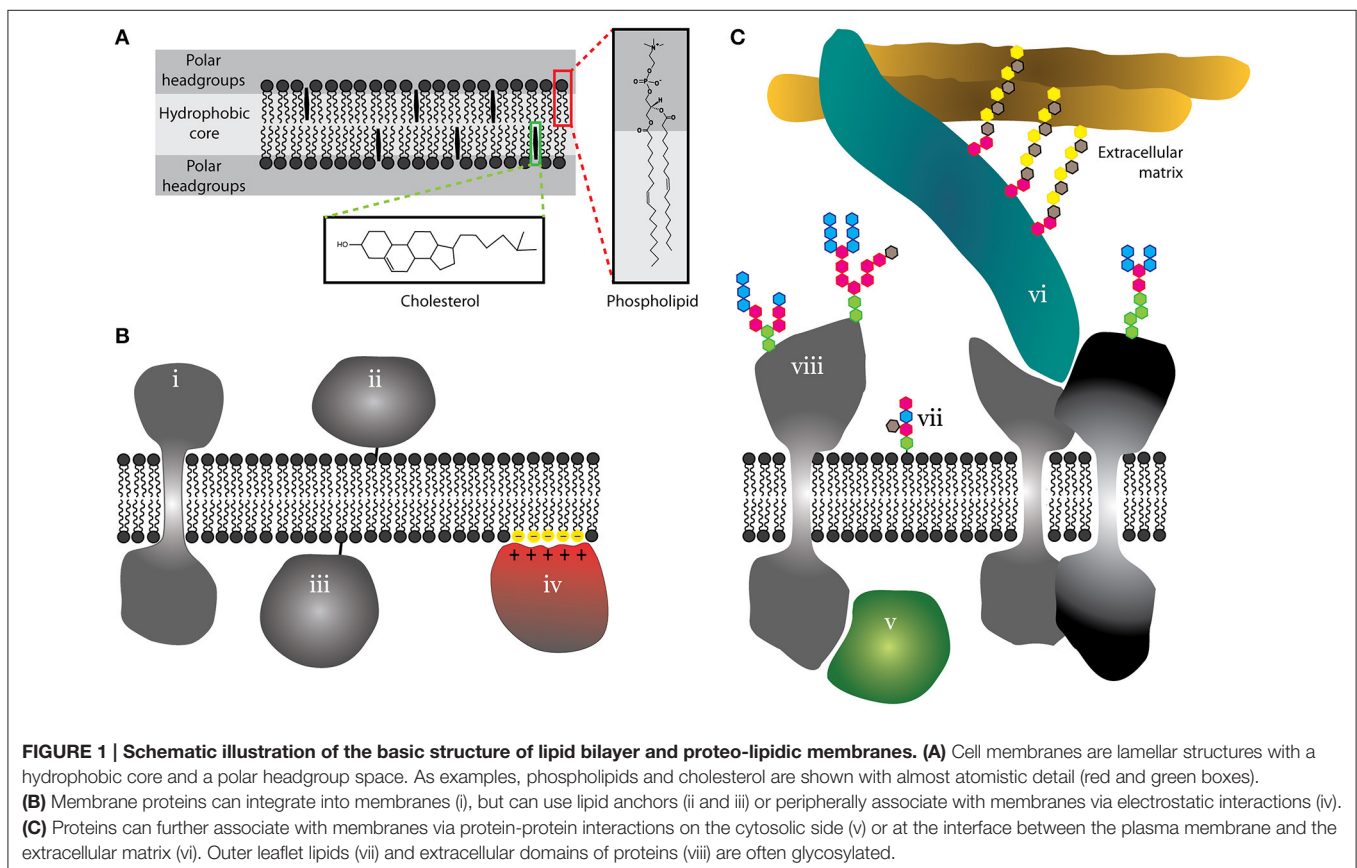 A
Polar
headgroups
Hydrophobic
core
Polar
headgroups
HO
Cholesterol
N+
O
P
O-
O
O
H
O
O
O
Phospholipid
B
i
ii
iii
− − − − −
+ + + + +
iv
C
Extracellular
matrix
vi
viii
vii
v
FIGURE 1 | Schematic illustration of the basic structure of lipid bilayer and proteo-lipidic membranes. (A) Cell membranes are lamellar structures with a
hydrophobic core and a polar headgroup space. As examples, phospholipids and cholesterol are shown with almost atomistic detail (red and green boxes).
(B) Membrane proteins can integrate into membranes (i), but can use lipid anchors (ii and iii) or peripherally associate with membranes via electrostatic interactions (iv).
(C) Proteins can further associate with membranes via protein-protein interactions on the cytosolic side (v) or at the interface between the plasma membrane and the
extracellular matrix (vi). Outer leaflet lipids (vii) and extracellular domains of proteins (viii) are often glycosylated.